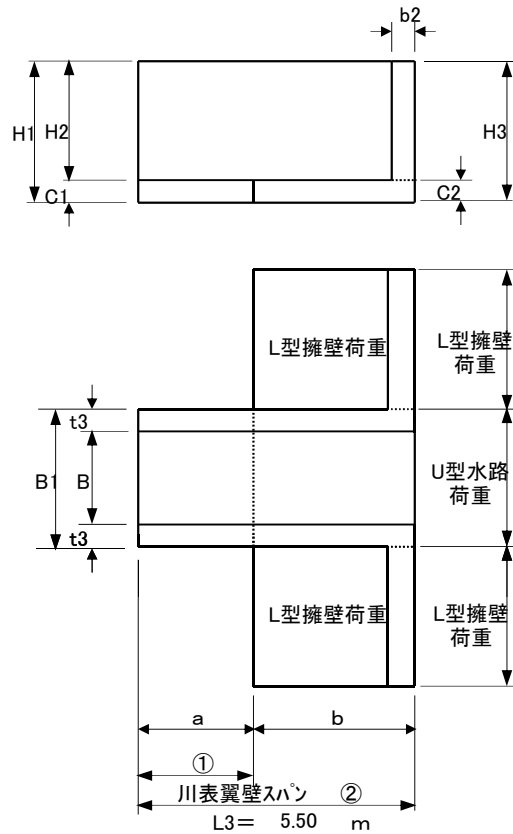 b2
H1
H2
H3
C1
C2
L型擁壁荷重
L型擁壁
荷重
t3
B1
B
U型水路
荷重
t3
L型擁壁荷重
L型擁壁
荷重
a
b
①
川表翼壁スパン ②
L3＝ 5.50 m